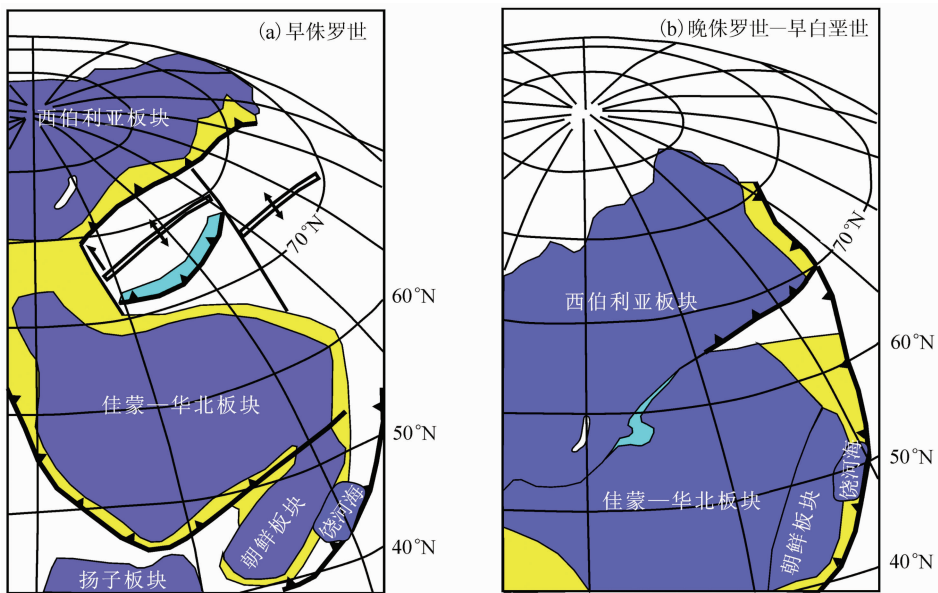 (a)早侏罗世
西伯利亚板块
70°N
60°N
佳蒙—华北板块
50°N
朝鲜板块
饶河海
40°N
扬子板块
(b)晚侏罗世—早白垩世
70°N
西伯利亚板块
60°N
饶河海
50°N
佳蒙—华北板块
朝鲜板块
40°N